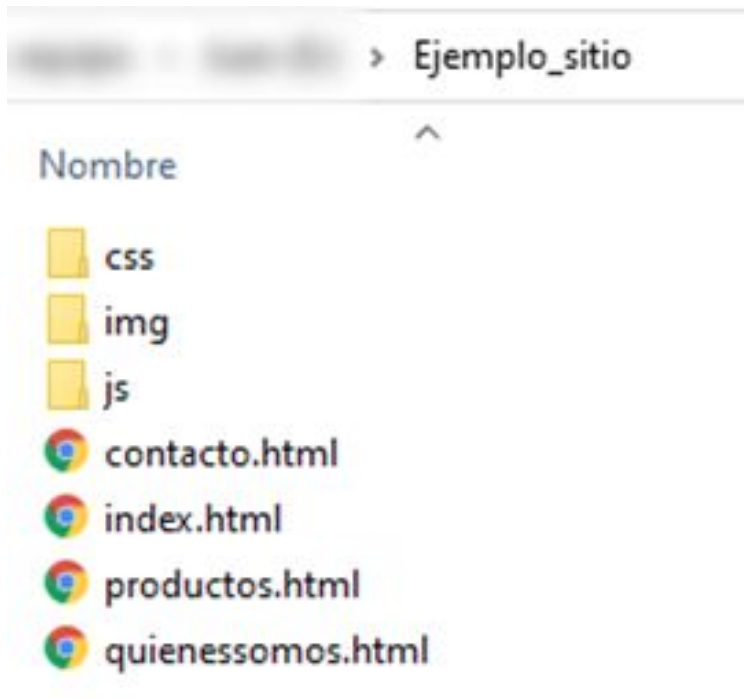 > Ejemplo_sitio
Nombre
css
img
js
contacto.html
index.html
productos.html
quienessomos.html